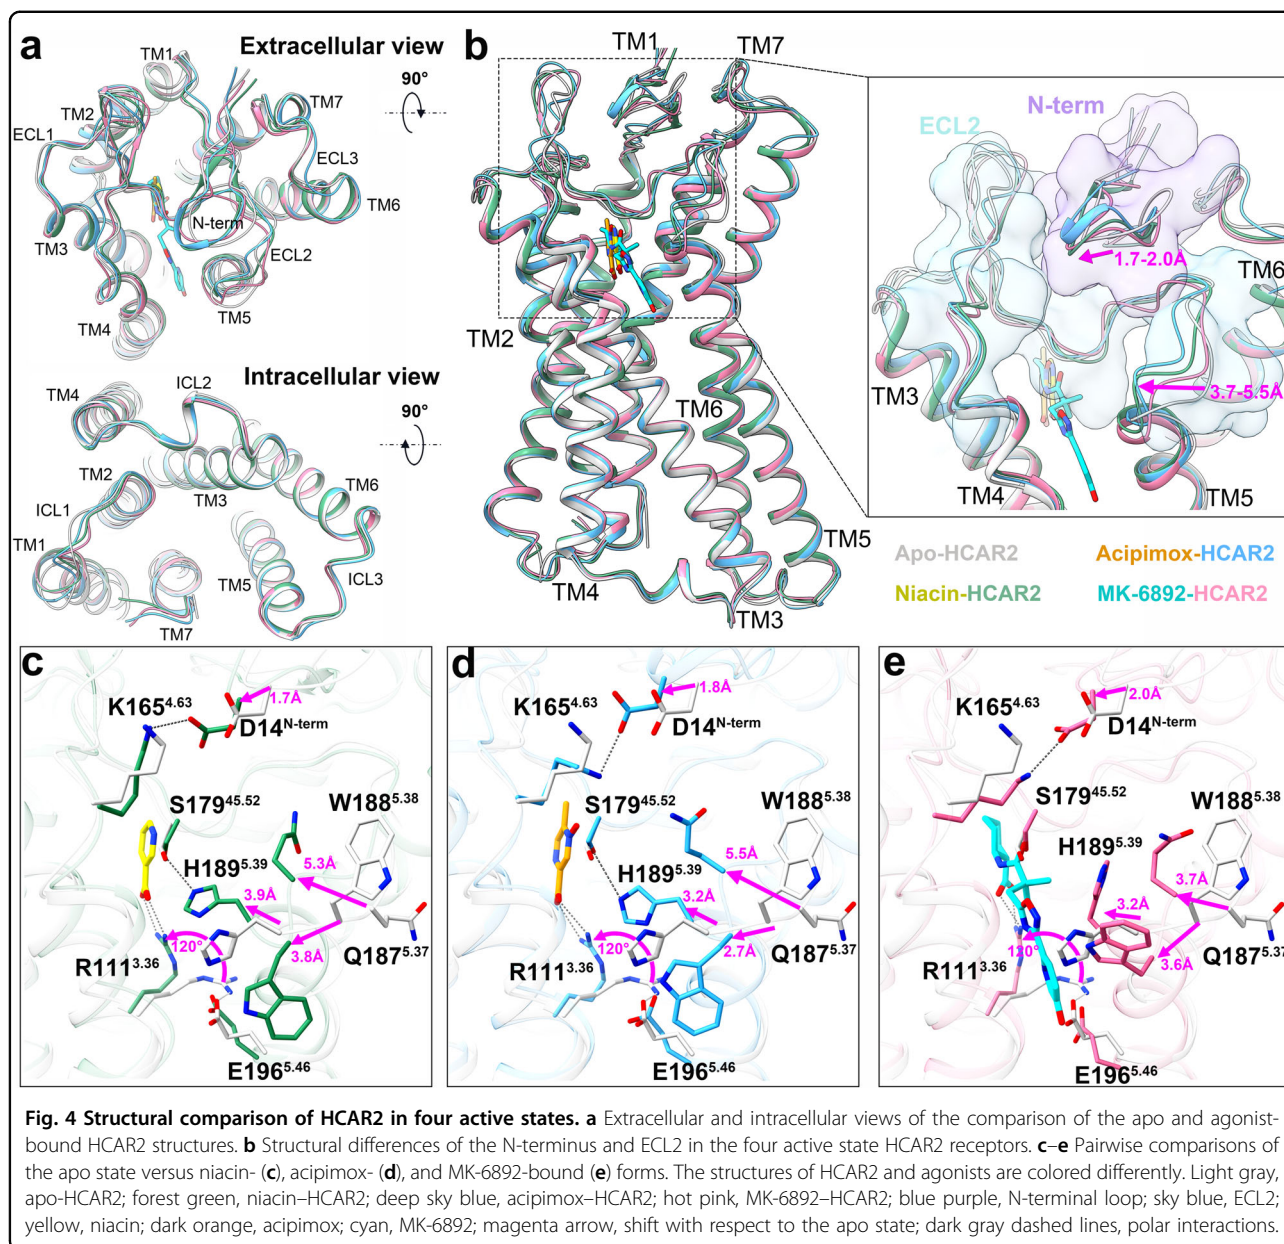 a
Extracellular view
90°
TM1
TM2
TM7
ECL1
ECL3
TM6
N-term
TM3
ECL2
TM4
TM5
Intracellular view
90°
TM4
ICL2
TM2
TM3
TM6
ICL1
TM1
TM5
ICL3
TM7
b
TM1
TM7
TM2
TM6
TM5
TM4
TM3
N-term
ECL2
1.7-2.0Å
TM6
3.7-5.5Å
TM3
TM4
TM5
Apo-HCAR2
Acipimox-HCAR2
Niacin-HCAR2
MK-6892-HCAR2
c
K165^4.63
1.7Å
D14^N-term
S179^45.52
W188^5.38
H189^5.39
5.3Å
3.9Å
120°
3.8Å
Q187^5.37
R111^3.36
E196^5.46
d
K165^4.63
1.8Å
D14^N-term
S179^45.52
W188^5.38
H189^5.39
5.5Å
3.2Å
120°
2.7Å
Q187^5.37
R111^3.36
E196^5.46
e
K165^4.63
2.0Å
D14^N-term
S179^45.52
W188^5.38
H189^5.39
3.7Å
3.2Å
120°
3.6Å
Q187^5.37
R111^3.36
E196^5.46
Fig. 4 Structural comparison of HCAR2 in four active states. a Extracellular and intracellular views of the comparison of the apo and agonist-
bound HCAR2 structures. b Structural differences of the N-terminus and ECL2 in the four active state HCAR2 receptors. c–e Pairwise comparisons of
the apo state versus niacin- (c), acipimox- (d), and MK-6892-bound (e) forms. The structures of HCAR2 and agonists are colored differently. Light gray,
apo-HCAR2; forest green, niacin–HCAR2; deep sky blue, acipimox–HCAR2; hot pink, MK-6892–HCAR2; blue purple, N-terminal loop; sky blue, ECL2;
yellow, niacin; dark orange, acipimox; cyan, MK-6892; magenta arrow, shift with respect to the apo state; dark gray dashed lines, polar interactions.